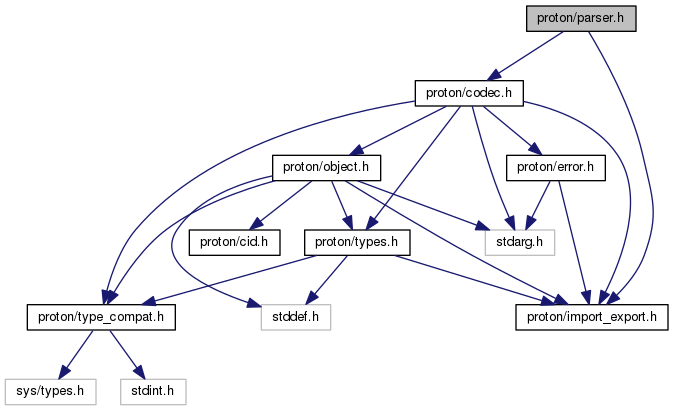 proton/parser.h
proton/codec.h
proton/object.h
proton/error.h
proton/cid.h
proton/types.h
stdarg.h
proton/type_compat.h
stddef.h
proton/import_export.h
sys/types.h
stdint.h